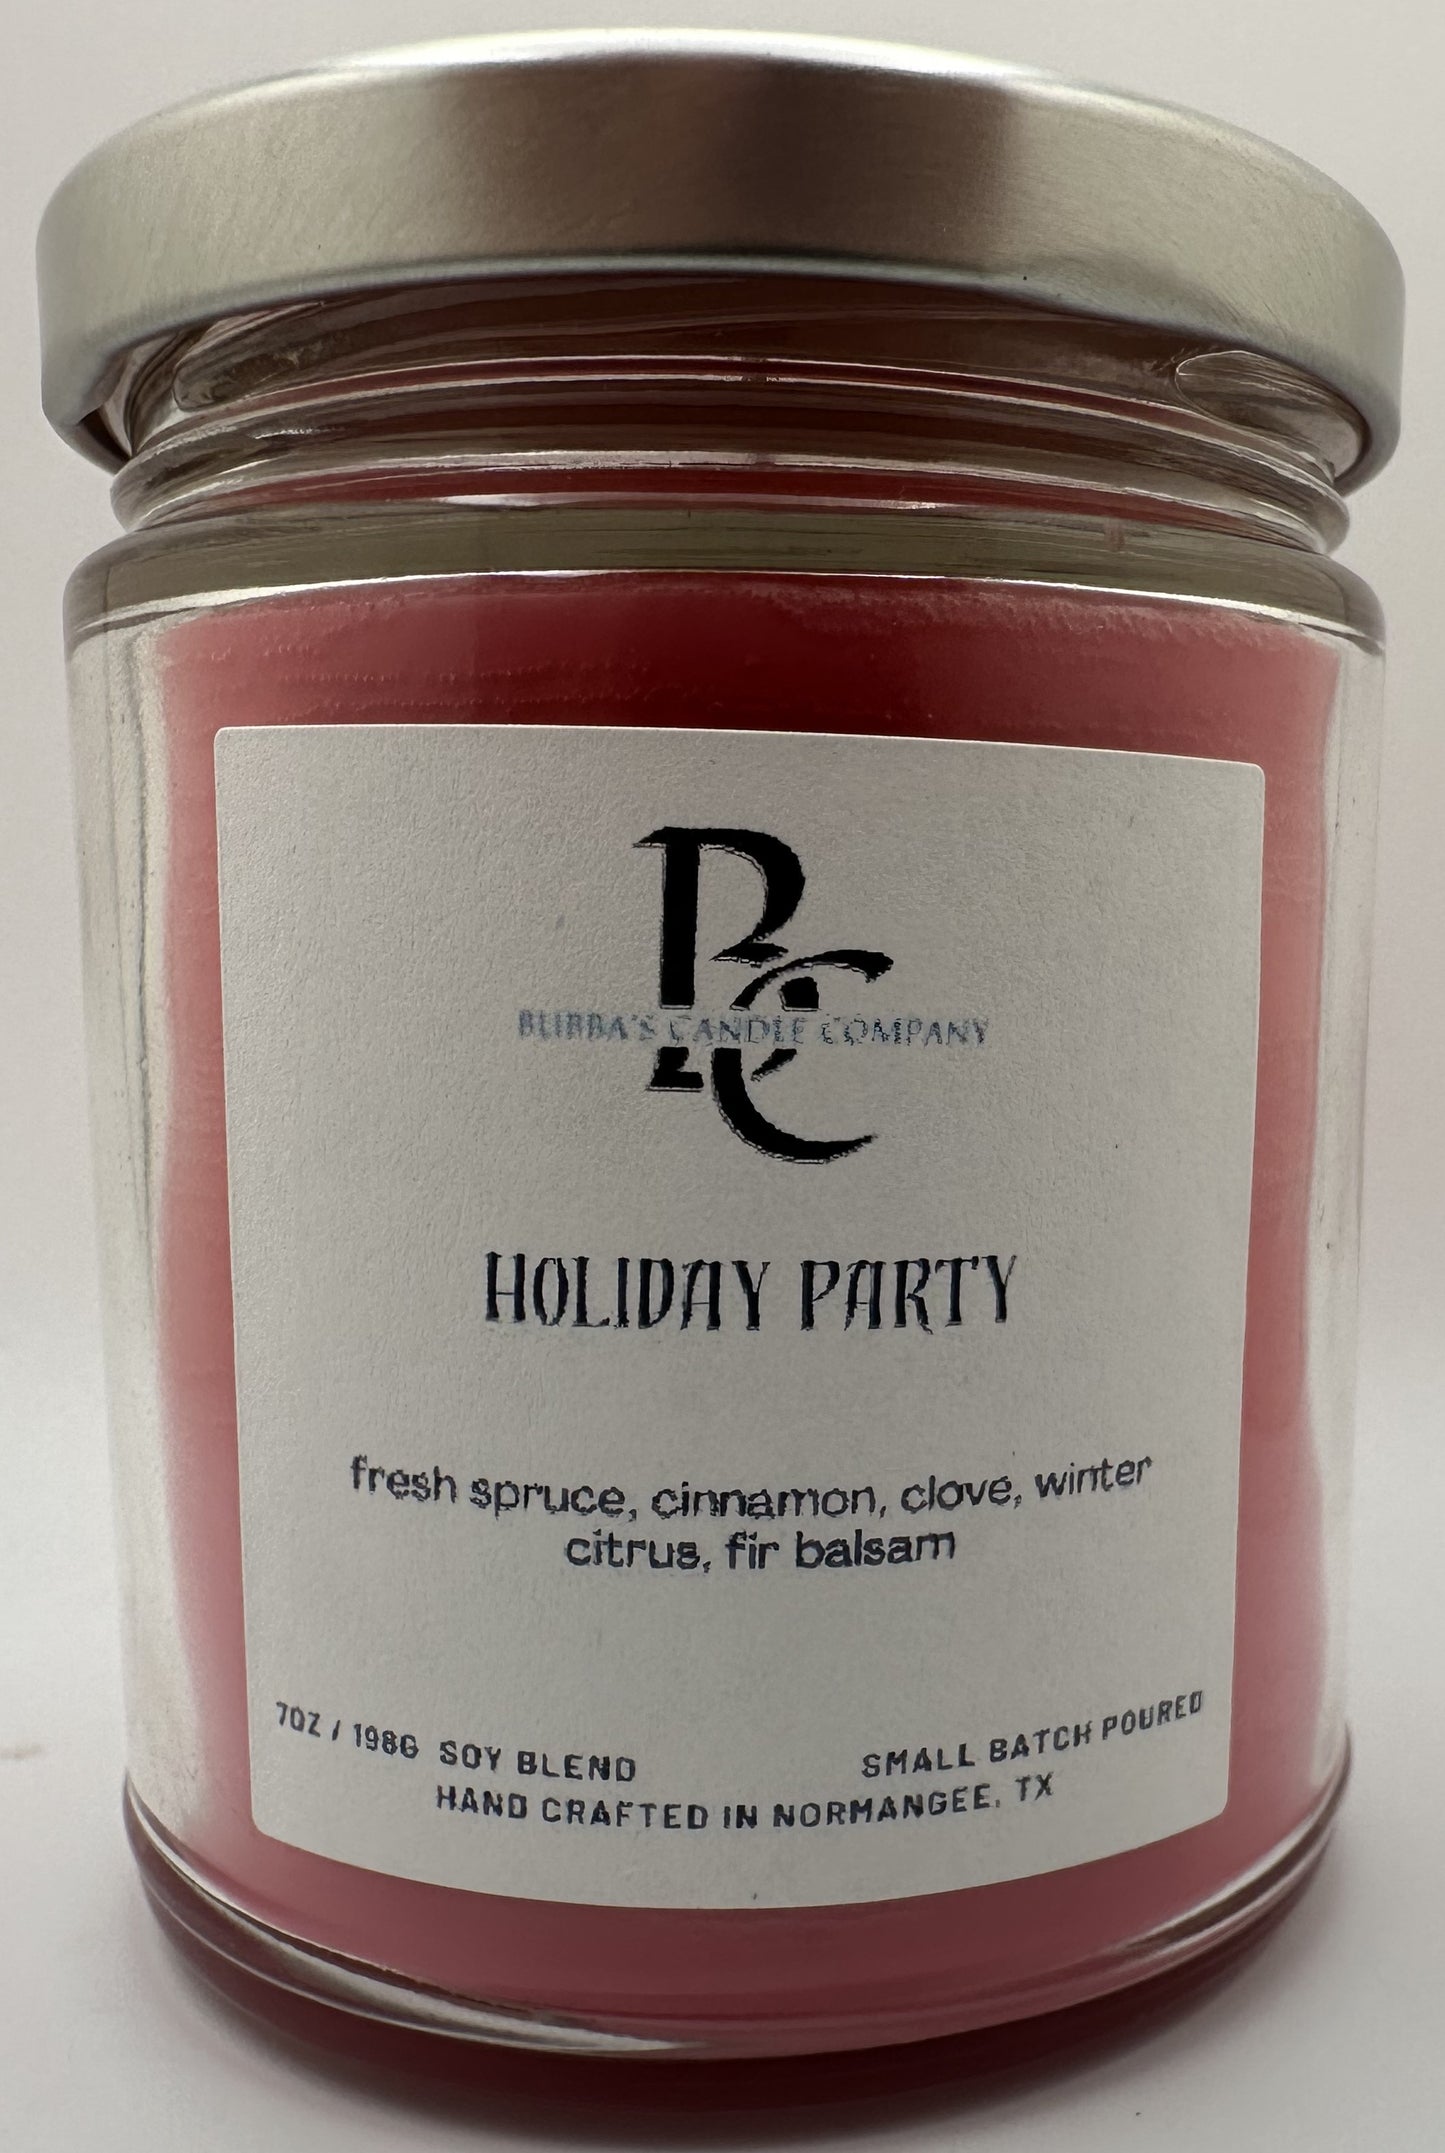 BC
BUBBA'S CANDLE COMPANY
HOLIDAY PARTY
fresh spruce, cinnamon, clove, winter
citrus, fir balsam
7OZ / 198G SOY BLEND SMALL BATCH POURED
HAND CRAFTED IN NORMANGEE, TX